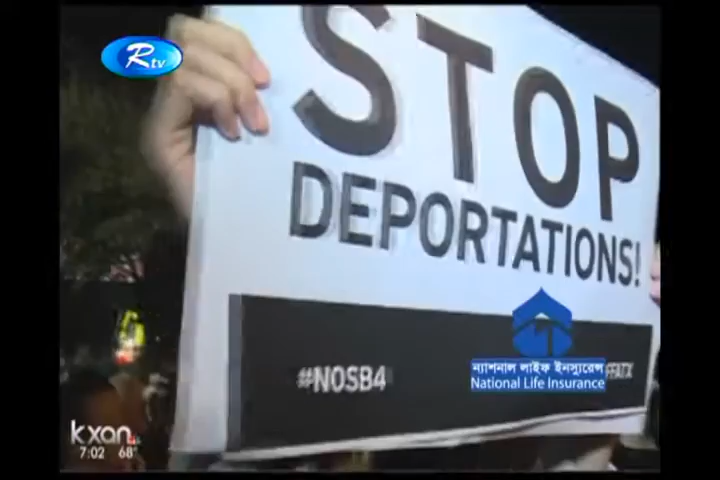 Rtv
STOP
DEPORTATIONS!
#NOSB4
ন্যাশনাল লাইফ ইনস্যুরেন্স
National Life Insurance
kxan
7:02 68°